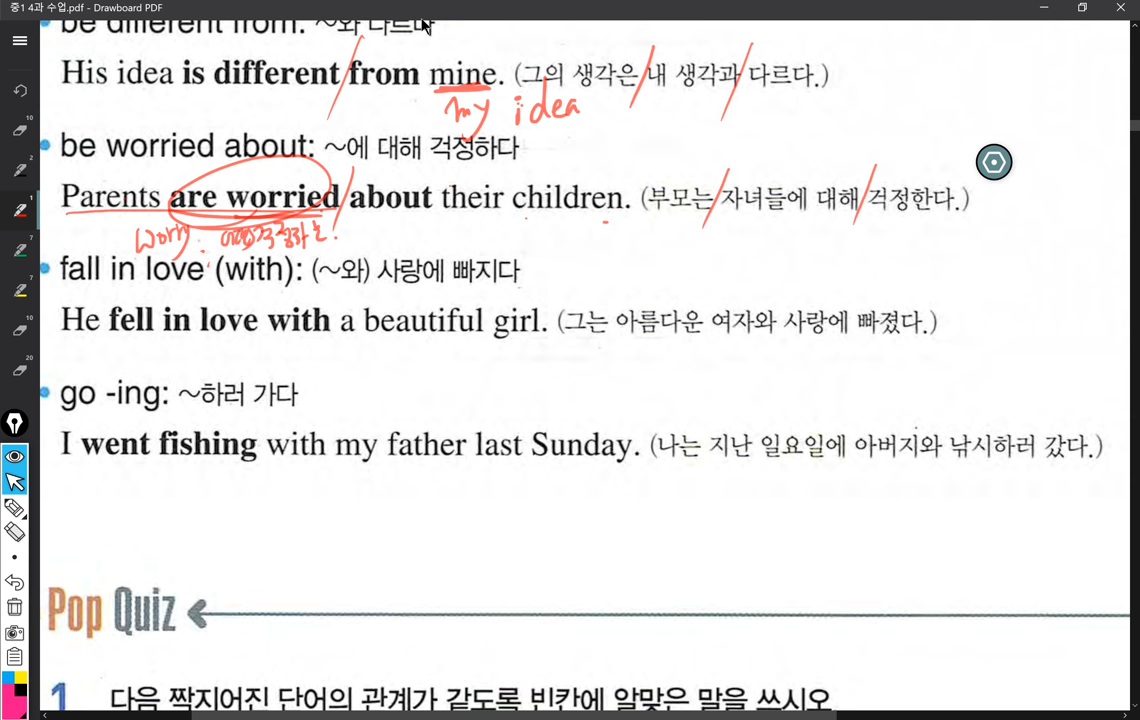 중1 4과 수업.pdf - Drawboard PDF
be different from: ~와 다르다
His idea is different from mine. (그의 생각은 내 생각과 다르다.)
my idea
be worried about: ~에 대해 걱정하다
Parents are worried about their children. (부모는 자녀들에 대해 걱정한다.)
worry
fall in love (with): (~와) 사랑에 빠지다
He fell in love with a beautiful girl. (그는 아름다운 여자와 사랑에 빠졌다.)
go -ing: ~하러 가다
I went fishing with my father last Sunday. (나는 지난 일요일에 아버지와 낚시하러 갔다.)
Pop Quiz
1 다음 짝지어진 단어의 관계가 같도록 빈칸에 알맞은 말을 쓰시오
10
2
1
7
7
10
20